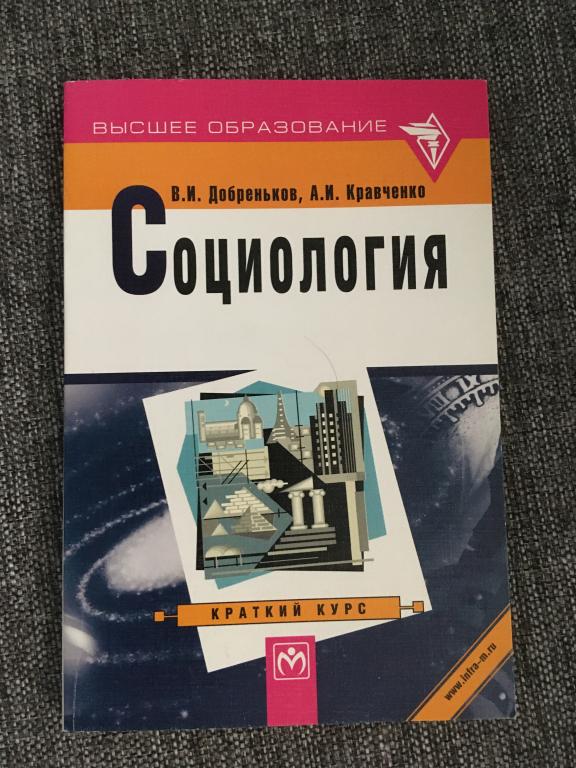 ВЫСШЕЕ ОБРАЗОВАНИЕ
В.И. Добреньков, А.И. Кравченко
Социология
КРАТКИЙ КУРС
www.infra-m.ru